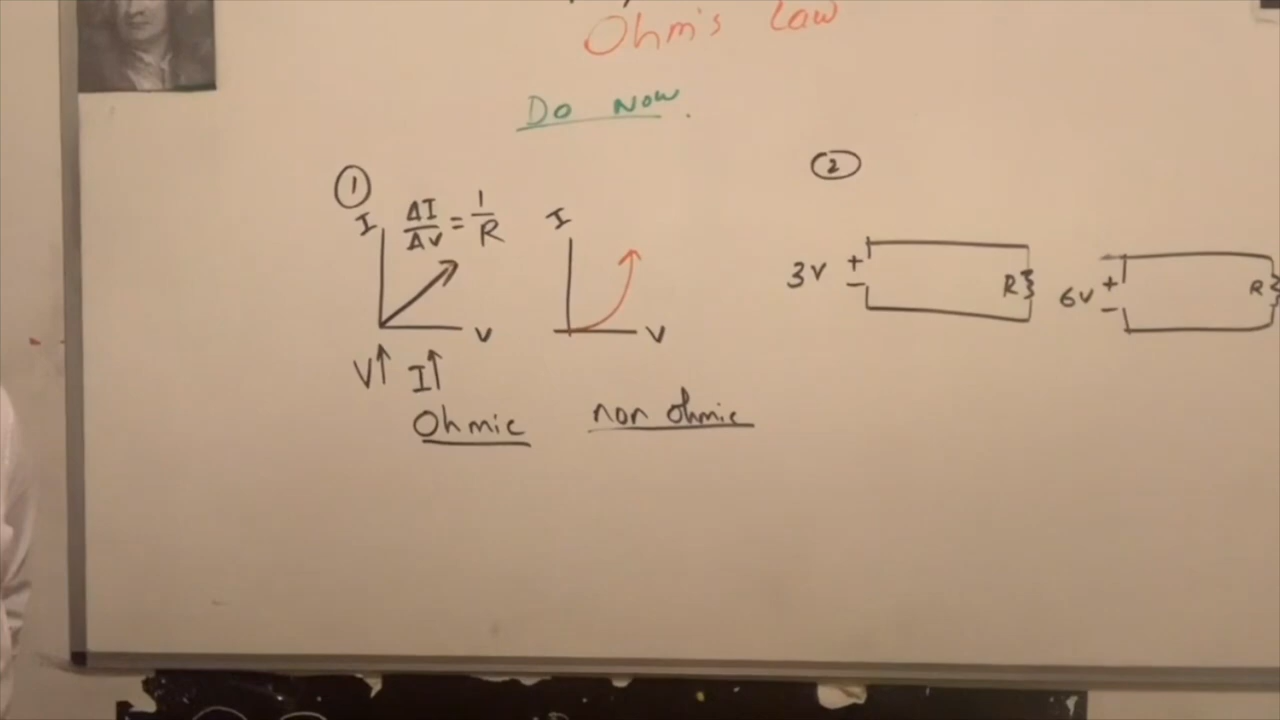 Ohm's Law
Do Now.
①
I
ΔI/ΔV = 1/R
V
V↑ I↑
Ohmic
I
V
non ohmic
②
3V + − R
6V + − R